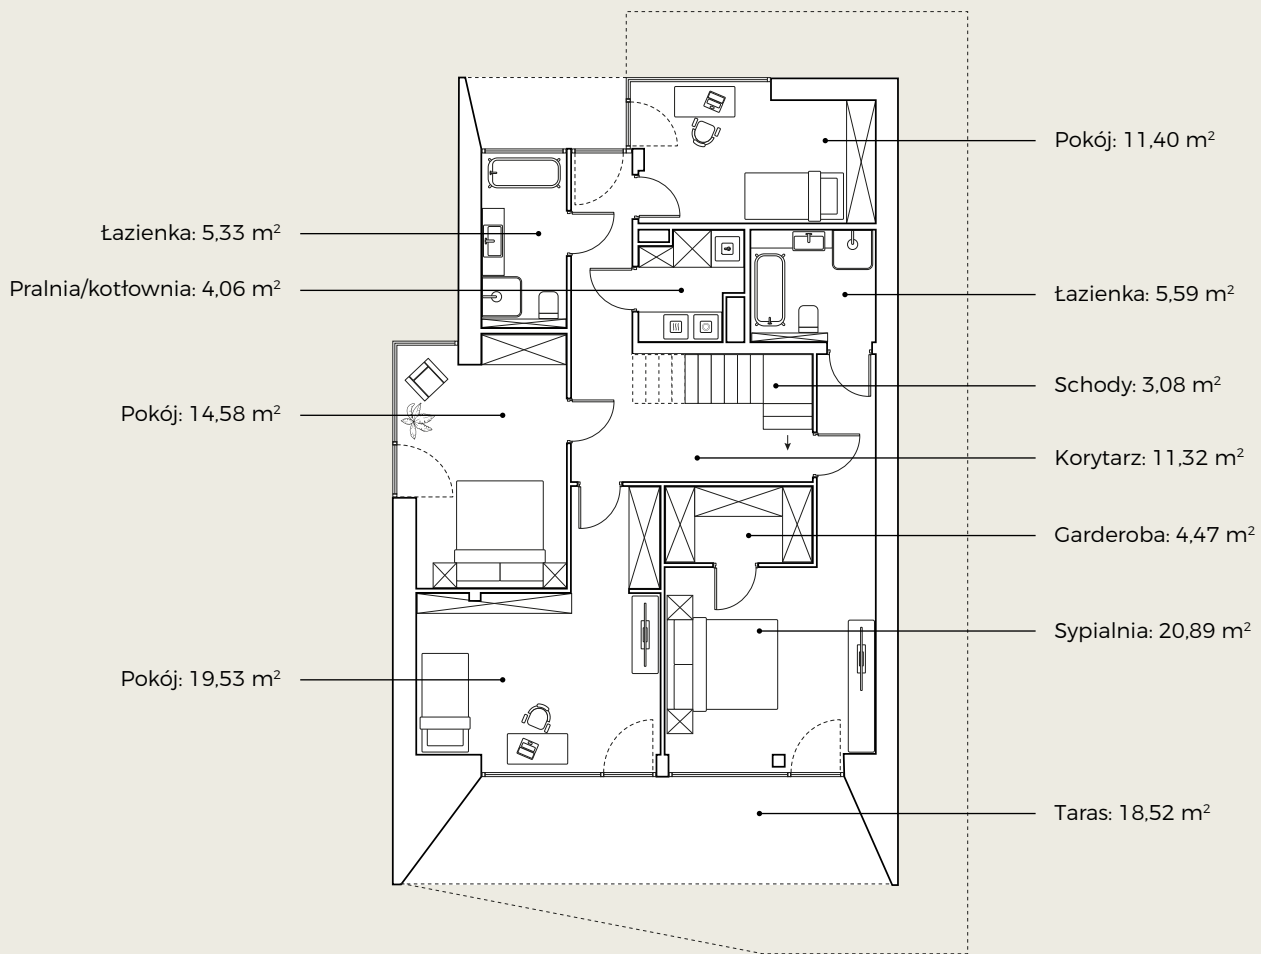 Łazienka: 5,33 m²
Pralnia/kotłownia: 4,06 m²
Pokój: 14,58 m²
Pokój: 19,53 m²
Pokój: 11,40 m²
Łazienka: 5,59 m²
Schody: 3,08 m²
Korytarz: 11,32 m²
Garderoba: 4,47 m²
Sypialnia: 20,89 m²
Taras: 18,52 m²